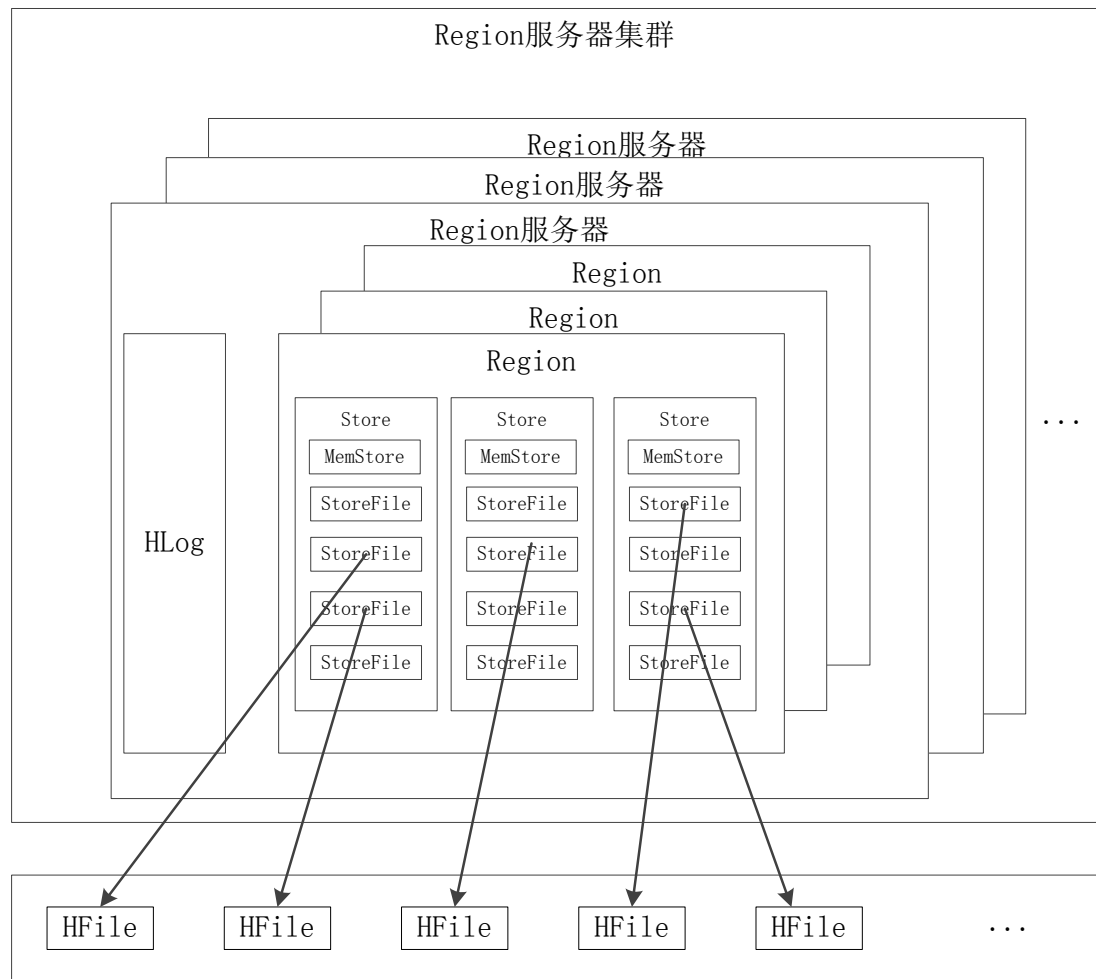 Region服务器集群
Region服务器
Region服务器
Region服务器
Region
Region
Region
HLog
Store
MemStore
StoreFile
StoreFile
StoreFile
StoreFile
Store
MemStore
StoreFile
StoreFile
StoreFile
StoreFile
Store
MemStore
StoreFile
StoreFile
StoreFile
StoreFile
...
HFile
HFile
HFile
HFile
HFile
...